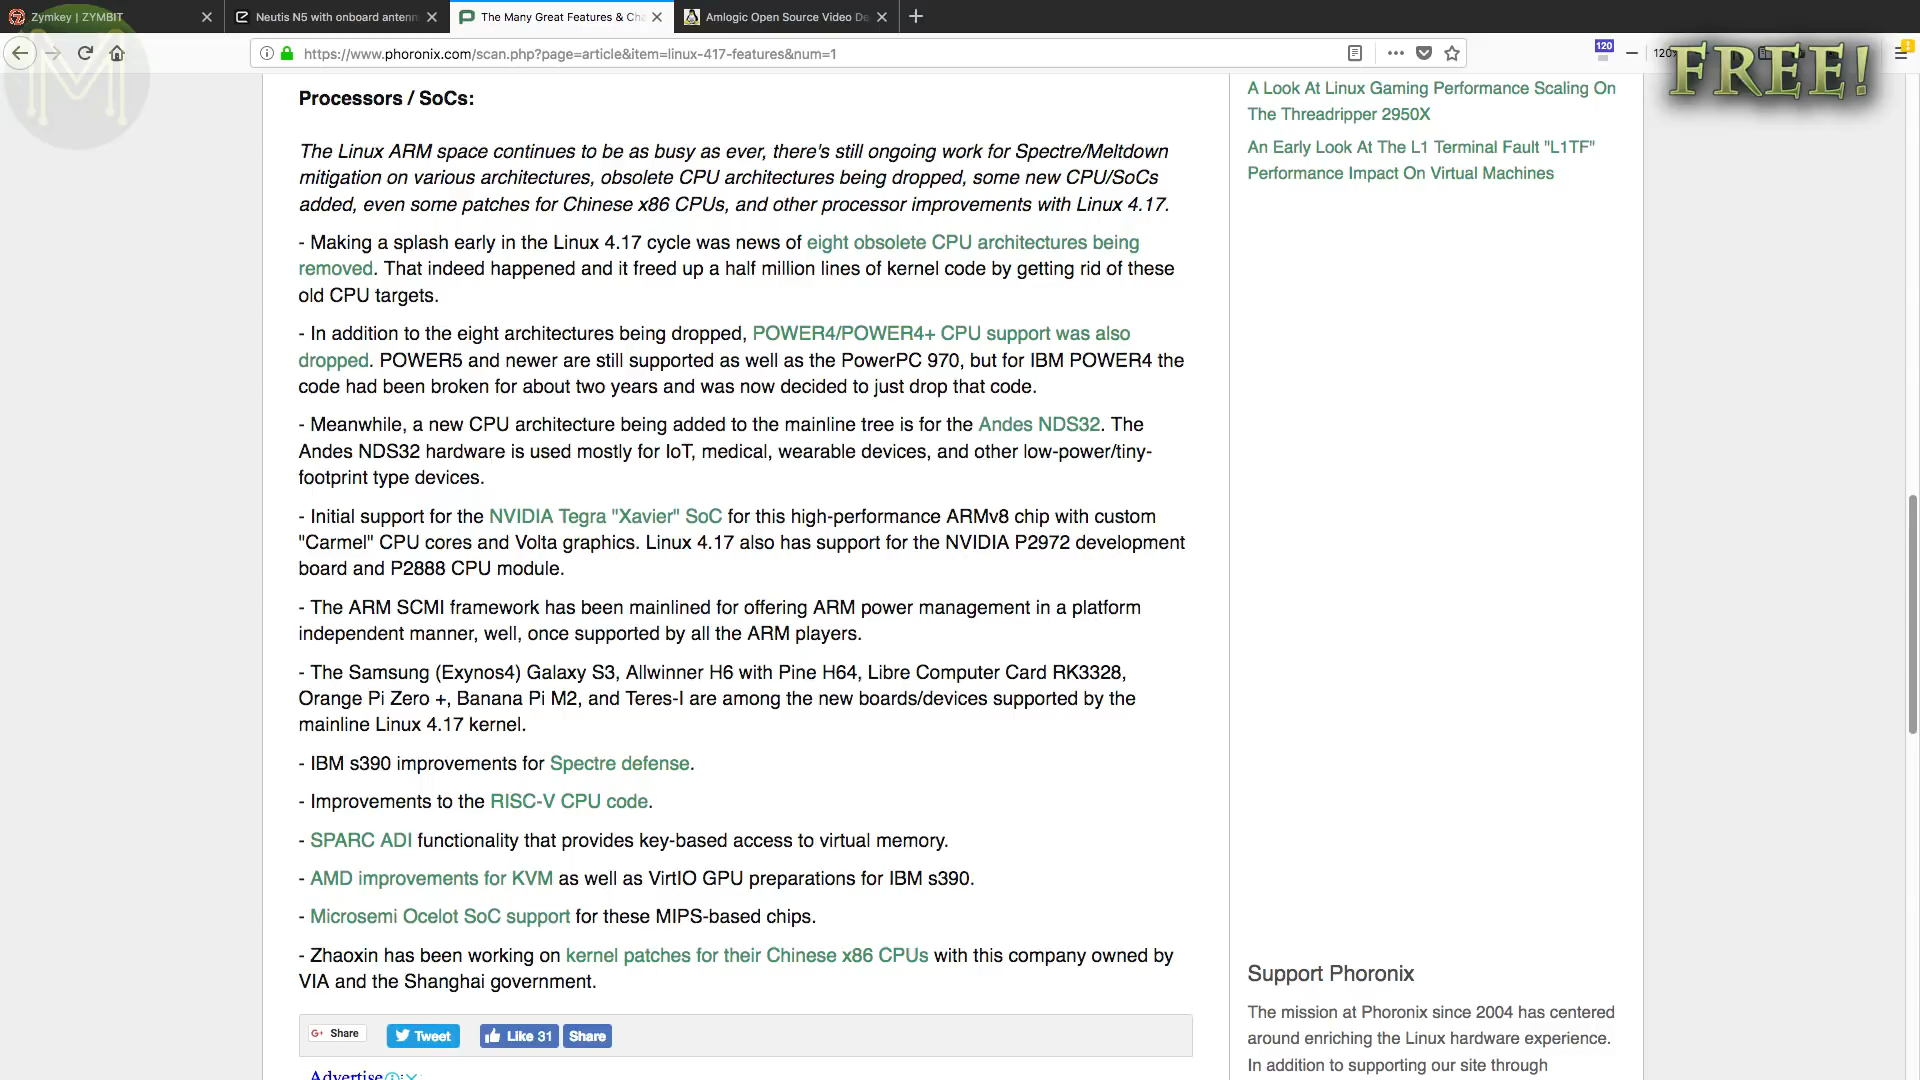 Zymkey | ZYMBIT
Neutis N5 with onboard antenn
The Many Great Features & Cha
Amlogic Open Source Video De
https://www.phoronix.com/scan.php?page=article&item=linux-417-features&num=1
120
FREE!
M
Processors / SoCs:
The Linux ARM space continues to be as busy as ever, there's still ongoing work for Spectre/Meltdown
mitigation on various architectures, obsolete CPU architectures being dropped, some new CPU/SoCs
added, even some patches for Chinese x86 CPUs, and other processor improvements with Linux 4.17.
- Making a splash early in the Linux 4.17 cycle was news of eight obsolete CPU architectures being
removed. That indeed happened and it freed up a half million lines of kernel code by getting rid of these
old CPU targets.
- In addition to the eight architectures being dropped, POWER4/POWER4+ CPU support was also
dropped. POWER5 and newer are still supported as well as the PowerPC 970, but for IBM POWER4 the
code had been broken for about two years and was now decided to just drop that code.
- Meanwhile, a new CPU architecture being added to the mainline tree is for the Andes NDS32. The
Andes NDS32 hardware is used mostly for IoT, medical, wearable devices, and other low-power/tiny-
footprint type devices.
- Initial support for the NVIDIA Tegra "Xavier" SoC for this high-performance ARMv8 chip with custom
"Carmel" CPU cores and Volta graphics. Linux 4.17 also has support for the NVIDIA P2972 development
board and P2888 CPU module.
- The ARM SCMI framework has been mainlined for offering ARM power management in a platform
independent manner, well, once supported by all the ARM players.
- The Samsung (Exynos4) Galaxy S3, Allwinner H6 with Pine H64, Libre Computer Card RK3328,
Orange Pi Zero +, Banana Pi M2, and Teres-I are among the new boards/devices supported by the
mainline Linux 4.17 kernel.
- IBM s390 improvements for Spectre defense.
- Improvements to the RISC-V CPU code.
- SPARC ADI functionality that provides key-based access to virtual memory.
- AMD improvements for KVM as well as VirtIO GPU preparations for IBM s390.
- Microsemi Ocelot SoC support for these MIPS-based chips.
- Zhaoxin has been working on kernel patches for their Chinese x86 CPUs with this company owned by
VIA and the Shanghai government.
G+ Share
Tweet
Like 31
Share
Advertise
A Look At Linux Gaming Performance Scaling On
The Threadripper 2950X
An Early Look At The L1 Terminal Fault "L1TF"
Performance Impact On Virtual Machines
Support Phoronix
The mission at Phoronix since 2004 has centered
around enriching the Linux hardware experience.
In addition to supporting our site through